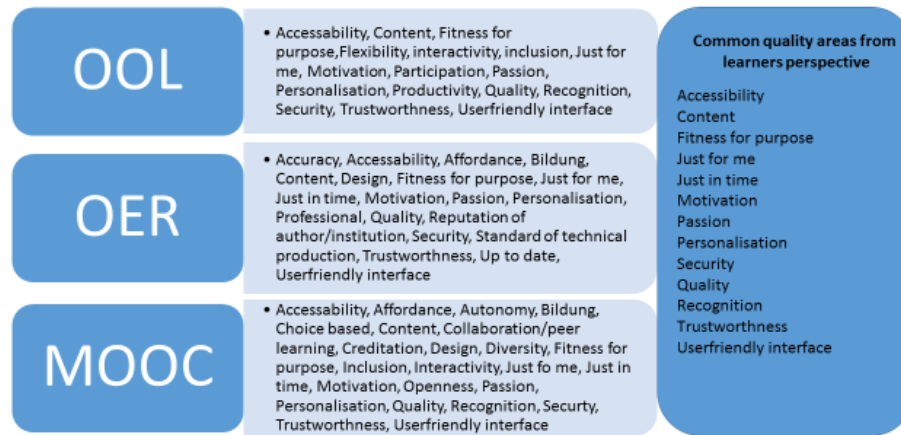 OOL
• Accessability, Content, Fitness for
purpose,Flexibility, interactivity, inclusion, Just for
me, Motivation, Participation, Passion,
Personalisation, Productivity, Quality, Recognition,
Security, Trustworthness, Userfriendly interface
OER
• Accuracy, Accessability, Affordance, Bildung,
Content, Design, Fitness for purpose, Just for me,
Just in time, Motivation, Passion, Personalisation,
Professional, Quality, Reputation of
author/institution, Security, Standard of technical
production, Trustworthness, Up to date,
Userfriendly interface
MOOC
• Accessability, Affordance, Autonomy, Bildung,
Choice based, Content, Collaboration/peer
learning, Creditation, Design, Diversity, Fitness for
purpose, Inclusion, Interactivity, Just fo me, Just in
time, Motivation, Openness, Passion,
Personalisation, Quality, Recognition, Securty,
Trustworthness, Userfriendly interface
Common quality areas from
learners perspective
Accessibility
Content
Fitness for purpose
Just for me
Just in time
Motivation
Passion
Personalisation
Security
Quality
Recognition
Trustworthness
Userfriendly interface